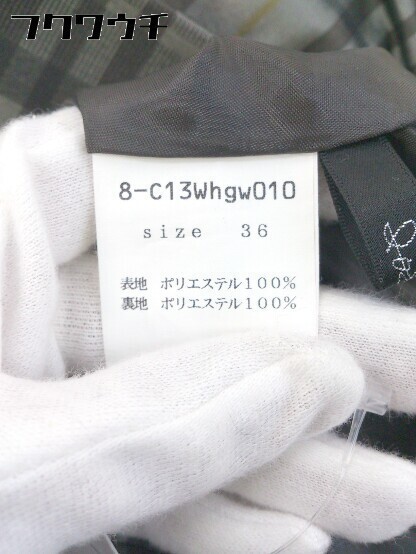 フクワウチ
8-C13Whgw010
size 36
表地 ポリエステル100%
裏地 ポリエステル100%